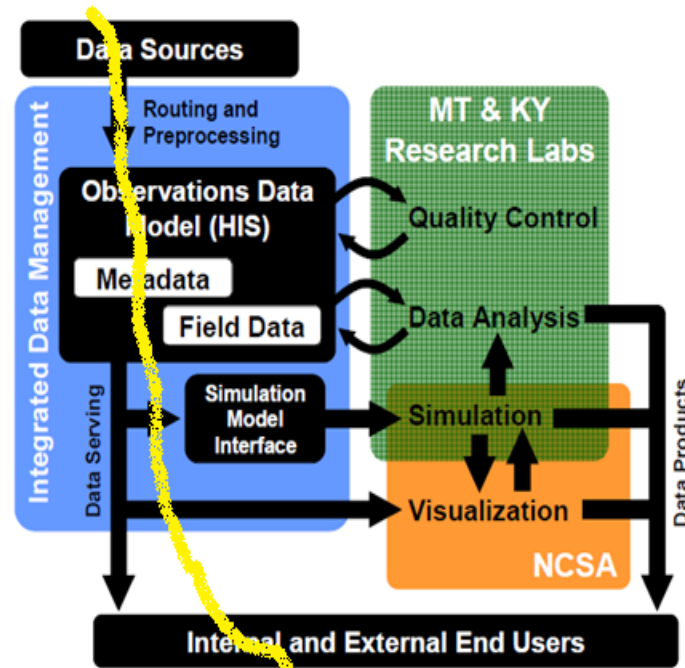 Data Sources
Routing and
Preprocessing
Integrated Data Management
Observations Data
Model (HIS)
Metadata
Field Data
Simulation
Model
Interface
Data Serving
MT & KY
Research Labs
Quality Control
Data Analysis
Simulation
Visualization
NCSA
Data Products
Internal and External End Users